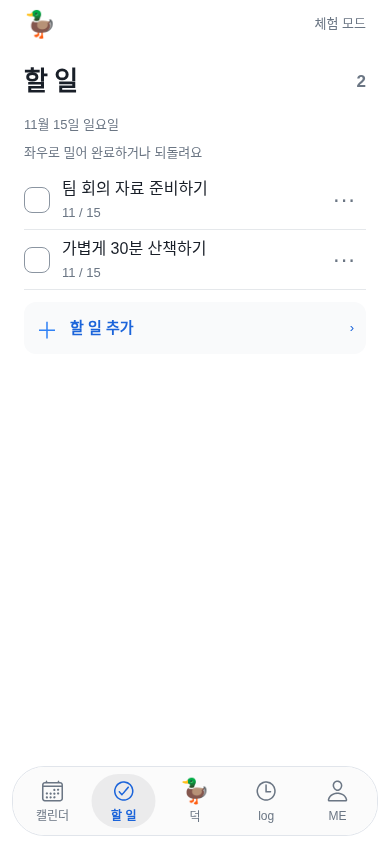 체험 모드
할 일
2
11월 15일 일요일
좌우로 밀어 완료하거나 되돌려요
팀 회의 자료 준비하기
11 / 15
가볍게 30분 산책하기
11 / 15
할 일 추가
캘린더
할 일
덕
log
ME